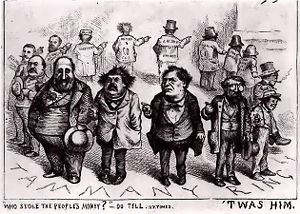 TAMMANY RING
"WHO STOLE THE PEOPLE'S MONEY?" — DO TELL. N.Y. TIMES.
'TWAS HIM.